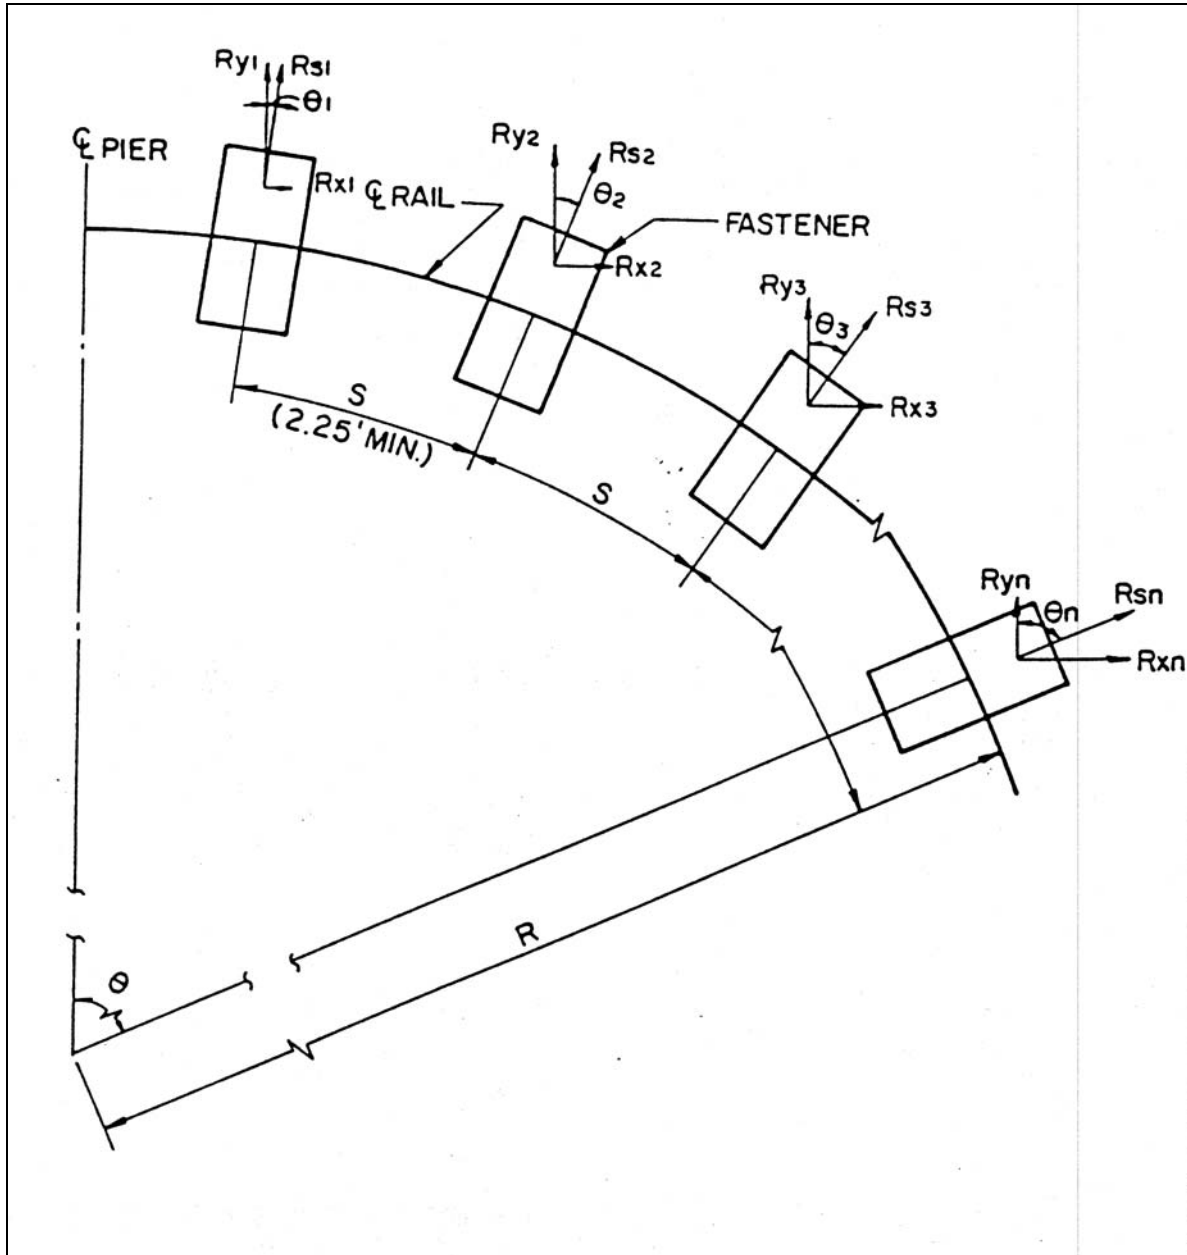 Ry1 Rs1
θ1
℄ PIER
Rx1 ℄ RAIL
Ry2
Rs2
θ2
FASTENER
Rx2
Ry3
Rs3
θ3
Rx3
S
(2.25' MIN.)
S
Ryn
Rsn
θn
Rxn
R
θ